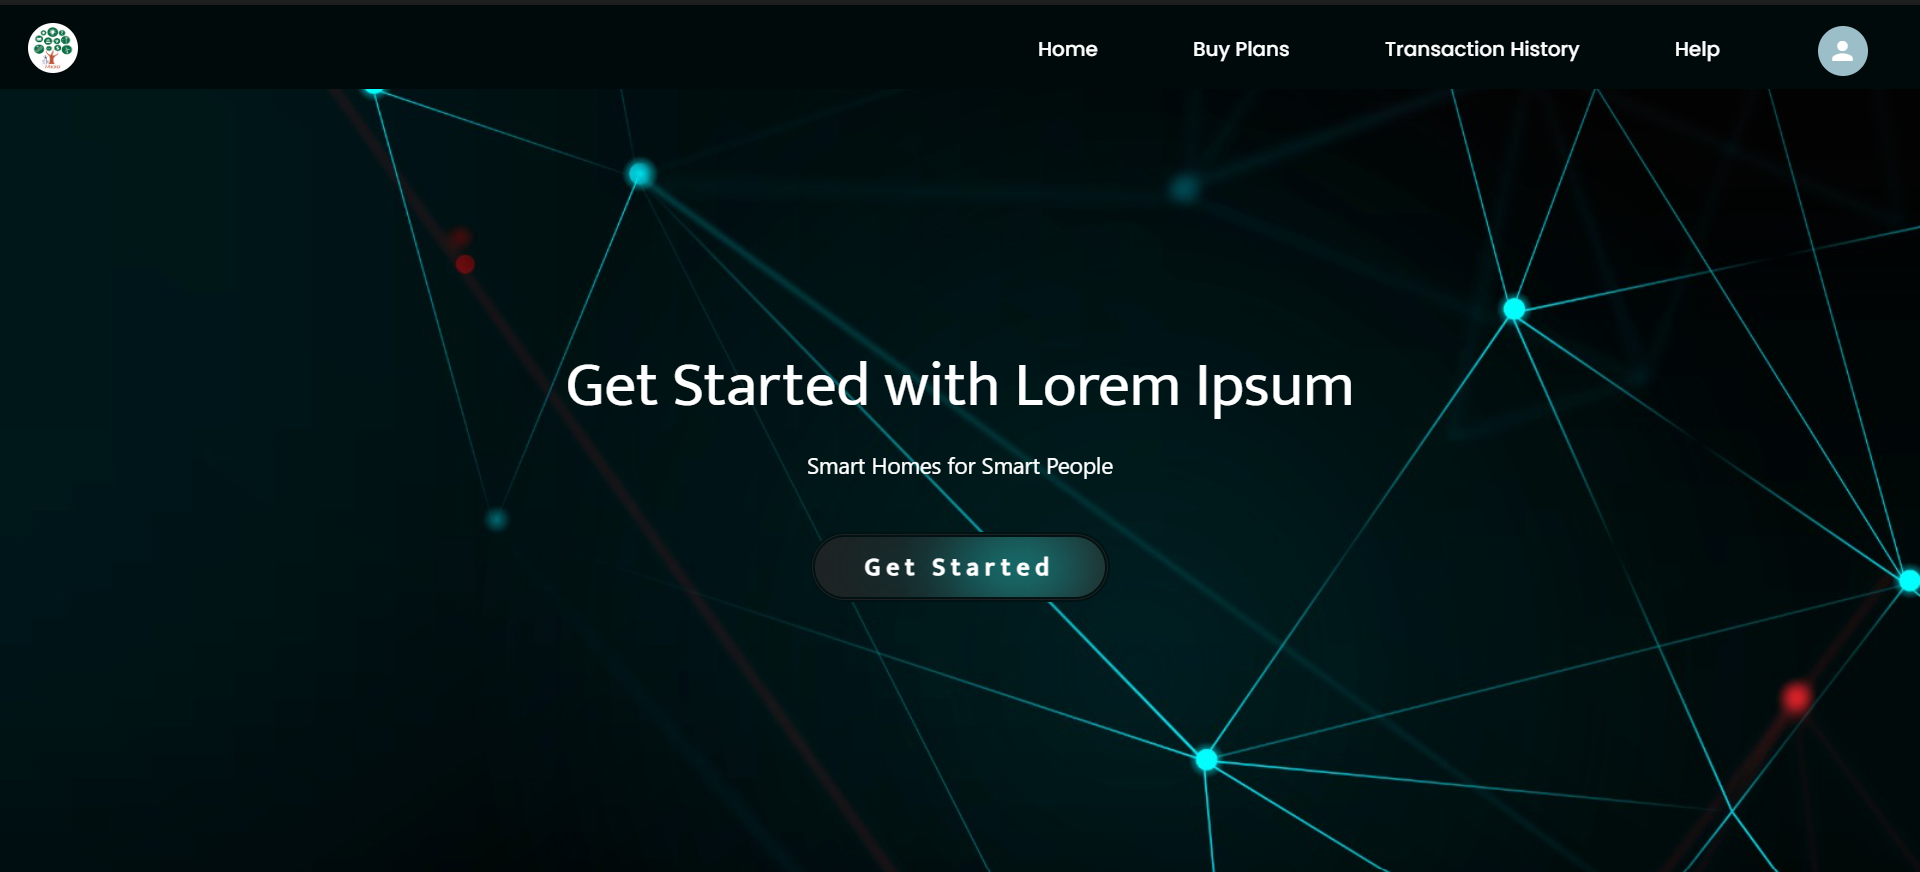 Home
Buy Plans
Transaction History
Help
Get Started with Lorem Ipsum
Smart Homes for Smart People
Get Started